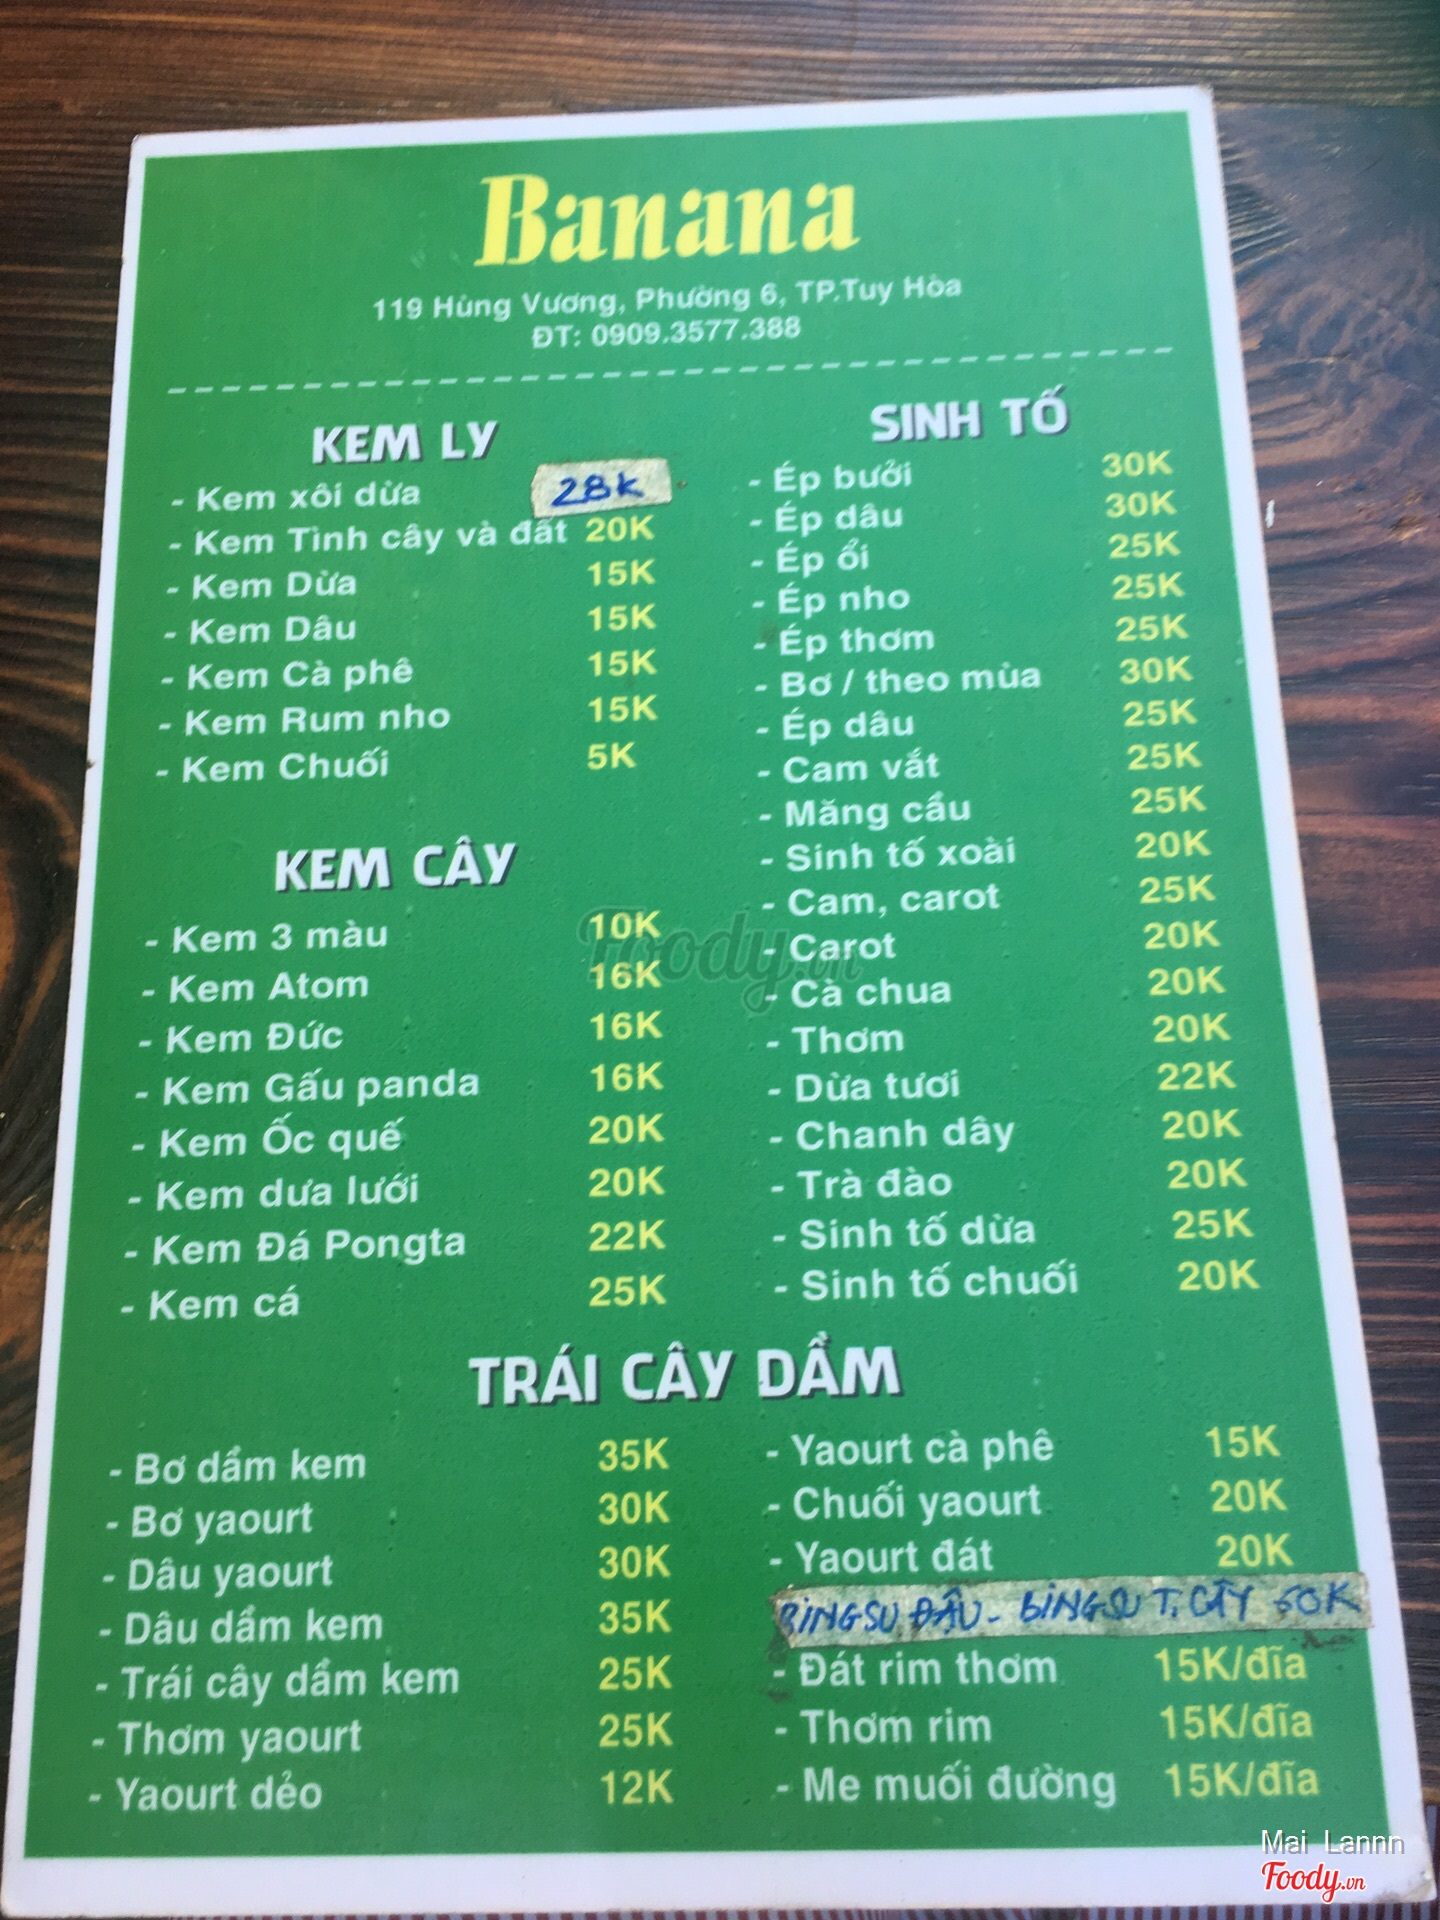 Banana
119 Hùng Vương, Phường 6, TP.Tuy Hòa
ĐT: 0909.3577.388
KEM LY
- Kem xôi dừa 28k
- Kem Tình cây và đất 20K
- Kem Dừa 15K
- Kem Dâu 15K
- Kem Cà phê 15K
- Kem Rum nho 15K
- Kem Chuối 5K
KEM CÂY
- Kem 3 màu 10K
- Kem Atom 16K
- Kem Đức 16K
- Kem Gấu panda 16K
- Kem Ốc quế 20K
- Kem dưa lưới 20K
- Kem Đá Pongta 22K
- Kem cá 25K
SINH TỐ
- Ép bưởi 30K
- Ép dâu 30K
- Ép ổi 25K
- Ép nho 25K
- Ép thơm 25K
- Bơ / theo mùa 30K
- Ép dâu 25K
- Cam vắt 25K
- Măng cầu 25K
- Sinh tố xoài 20K
- Cam, carot 25K
- Carot 20K
- Cà chua 20K
- Thơm 20K
- Dừa tươi 22K
- Chanh dây 20K
- Trà đào 20K
- Sinh tố dừa 25K
- Sinh tố chuối 20K
TRÁI CÂY DẦM
- Bơ dầm kem 35K
- Bơ yaourt 30K
- Dâu yaourt 30K
- Dâu dầm kem 35K
- Trái cây dầm kem 25K
- Thơm yaourt 25K
- Yaourt dẻo 12K
- Yaourt cà phê 15K
- Chuối yaourt 20K
- Yaourt đát 20K
BINGSU ĐẬU - BINGSU T. CÂY 50K
- Đát rim thơm 15K/đĩa
- Thơm rim 15K/đĩa
- Me muối đường 15K/đĩa
Foody.vn
Mai Lannn
Foody.vn